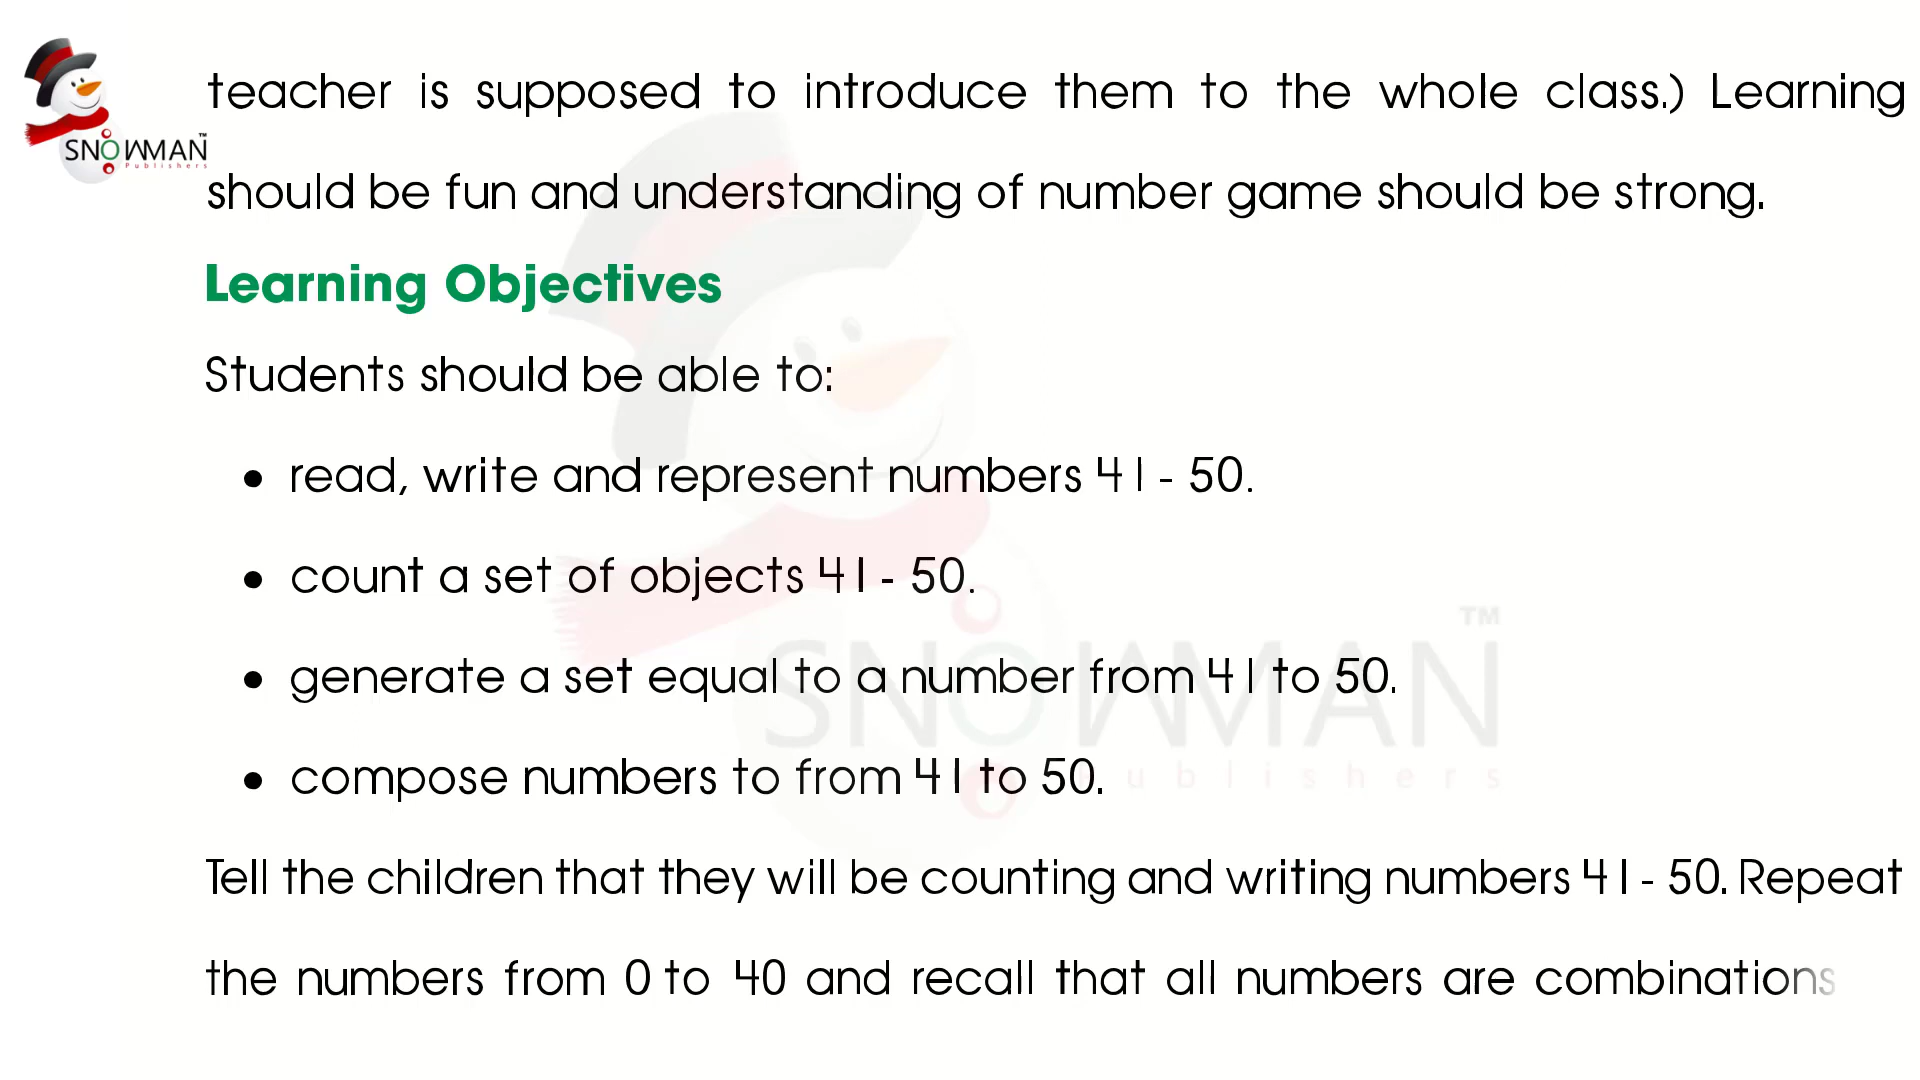 teacher is supposed to introduce them to the whole class.) Learning
should be fun and understanding of number game should be strong.
Learning Objectives
Students should be able to:
• read, write and represent numbers 41 - 50.
• count a set of objects 41 - 50.
• generate a set equal to a number from 41 to 50.
• compose numbers to from 41 to 50.
Tell the children that they will be counting and writing numbers 41 - 50. Repeat
the numbers from 0 to 40 and recall that all numbers are combinations
SNOWMAN™
Publishers
SNOWMAN™
Publishers